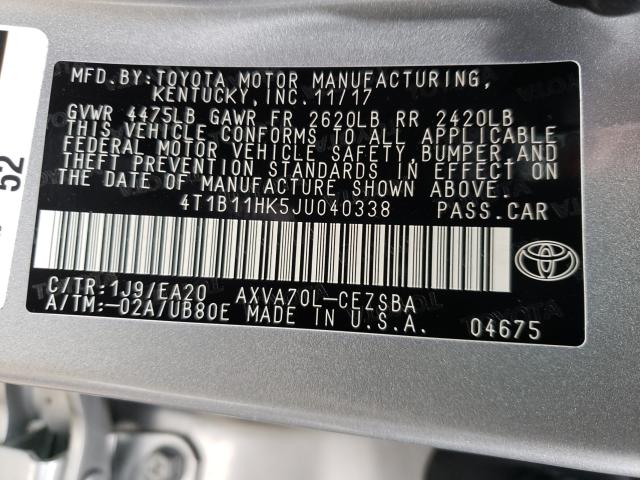 MFD.BY:TOYOTA MOTOR MANUFACTURING,
KENTUCKY,INC.11/17
GVWR 4475LB GAWR FR 2620LB RR 2420LB
THIS VEHICLE CONFORMS TO ALL APPLICABLE
FEDERAL MOTOR VEHICLE SAFETY,BUMPER,AND
THEFT PREVENTION STANDARDS IN EFFECT ON
THE DATE OF MANUFACTURE SHOWN ABOVE.
4T1B11HK5JU040338 PASS.CAR
C/TR:1J9/EA20 AXVA70L-CEZSBA
A/TM:-02A/UB80E MADE IN U.S.A. 04675
52